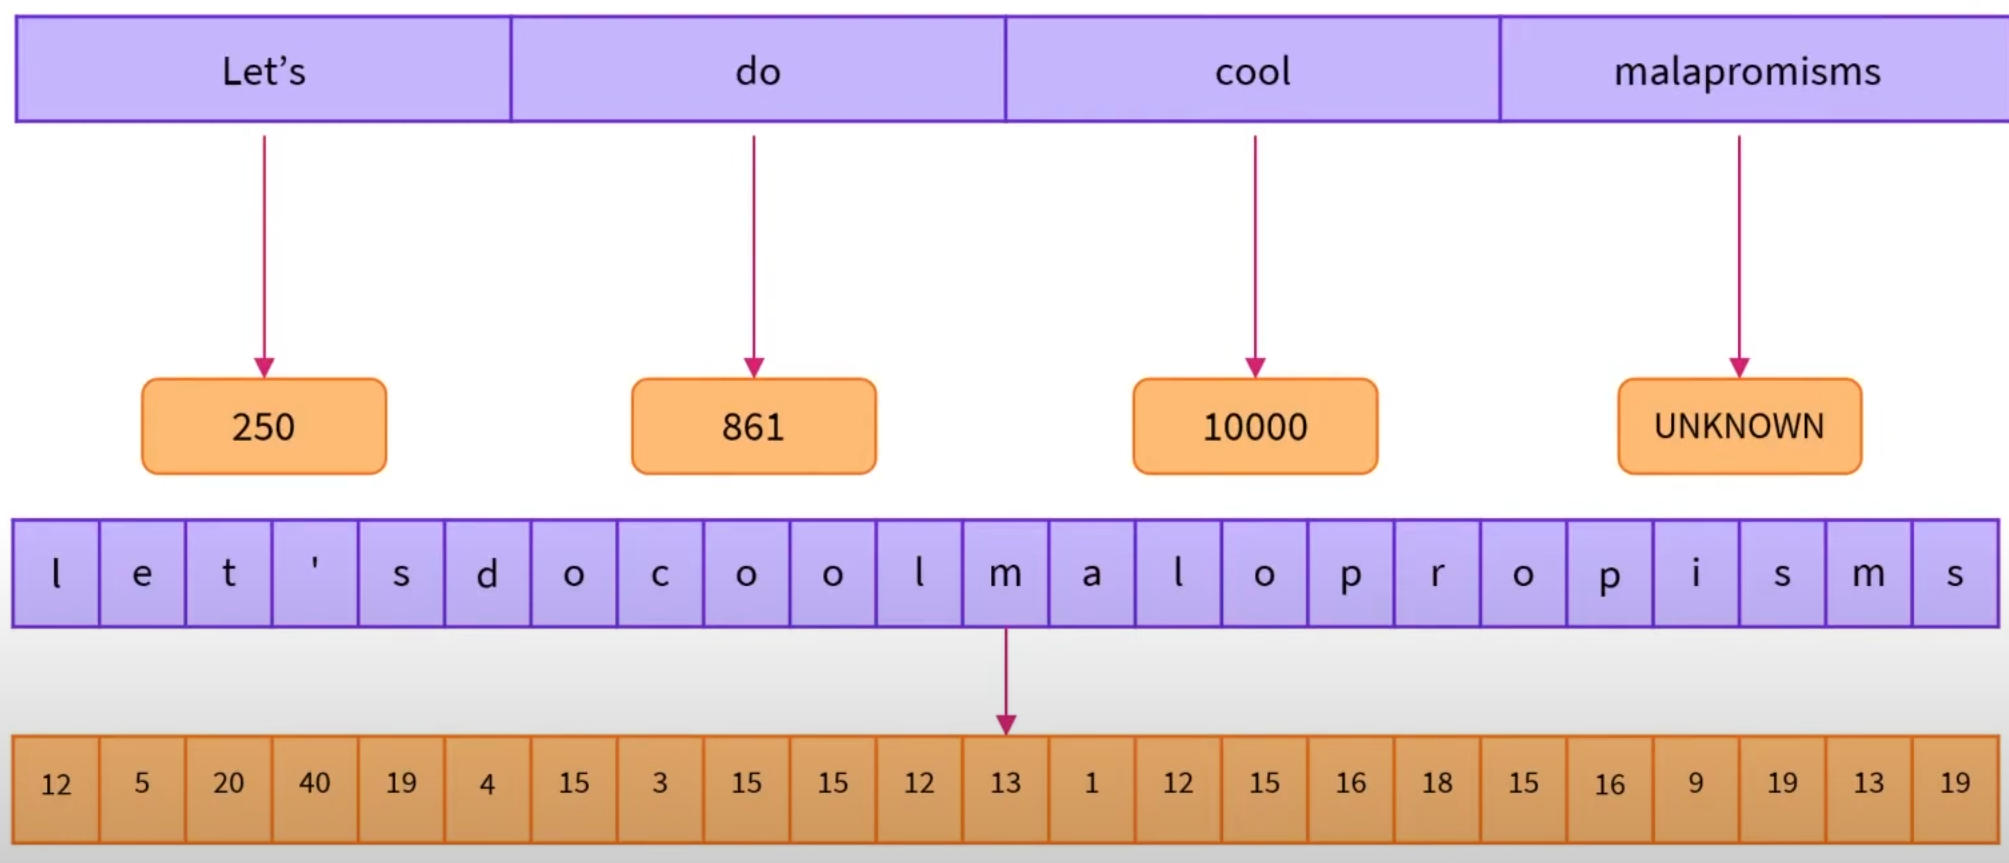 Let’s do cool malapromisms
250 861 10000 UNKNOWN
l e t ' s d o c o o l m a l o p r o p i s m s
12 5 20 40 19 4 15 3 15 15 12 13 1 12 15 16 18 15 16 9 19 13 19